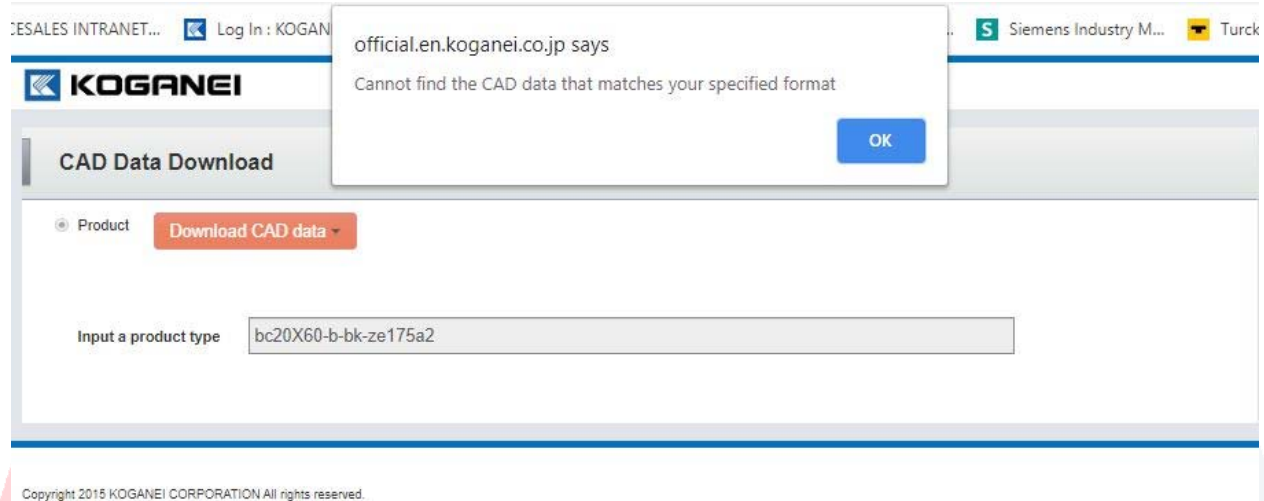 CESALES INTRANET... Log In : KOGAN .. S Siemens Industry M... Turck
official.en.koganei.co.jp says
Cannot find the CAD data that matches your specified format
OK
KOGANEI
CAD Data Download
Product Download CAD data
Input a product type bc20X60-b-bk-ze175a2
Copyright 2015 KOGANEI CORPORATION All rights reserved.